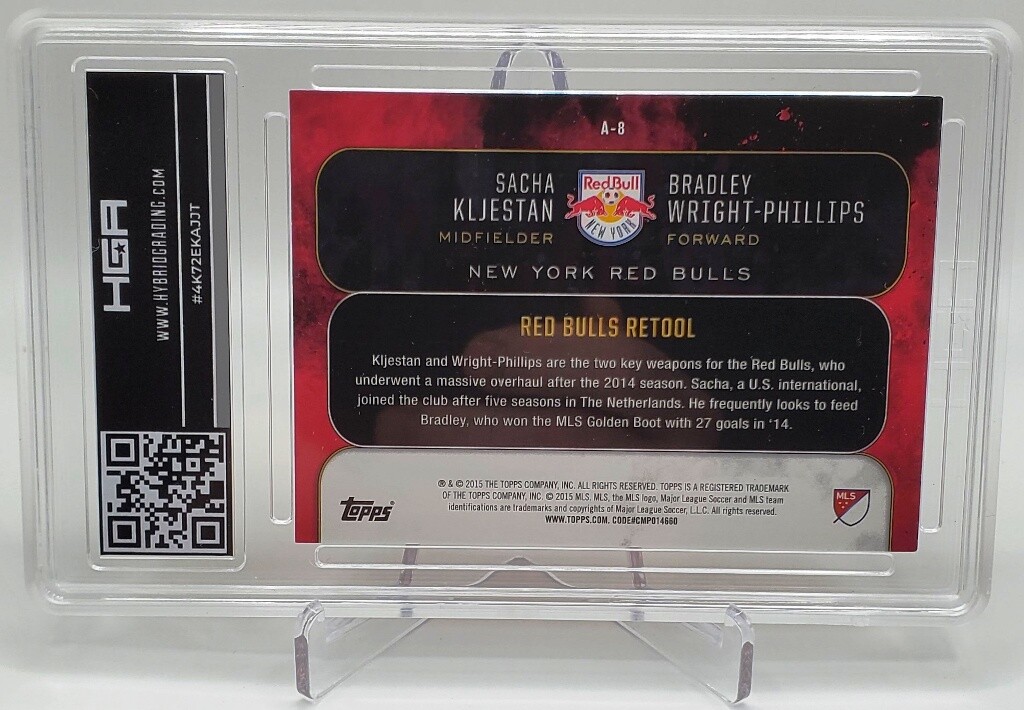 HGA
WWW.HYBRIDGRADING.COM
#4K72EKAJJT
A-8
SACHA
KLJESTAN
MIDFIELDER
Red Bull
NEW YORK
BRADLEY
WRIGHT-PHILLIPS
FORWARD
NEW YORK RED BULLS
RED BULLS RETOOL
Kljestan and Wright-Phillips are the two key weapons for the Red Bulls, who
underwent a massive overhaul after the 2014 season. Sacha, a U.S. international,
joined the club after five seasons in The Netherlands. He frequently looks to feed
Bradley, who won the MLS Golden Boot with 27 goals in '14.
topps®
® & © 2015 THE TOPPS COMPANY, INC. ALL RIGHTS RESERVED. TOPPS IS A REGISTERED TRADEMARK
OF THE TOPPS COMPANY, INC. © 2015 MLS. MLS, the MLS logo, Major League Soccer and MLS team
identifications are trademarks and copyrights of Major League Soccer, L.L.C. All rights reserved.
WWW.TOPPS.COM. CODE#CMP014660
MLS